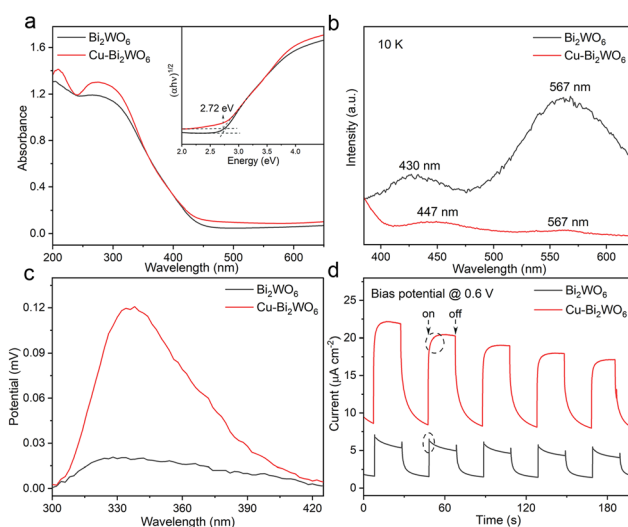 a
Bi₂WO₆
Cu-Bi₂WO₆
(αhv)^1/2
2.72 eV
2.0 2.5 3.0 3.5 4.0
Energy (eV)
Absorbance
1.8
1.2
0.6
0.0
200 300 400 500 600
Wavelength (nm)
b
10 K
Bi₂WO₆
Cu-Bi₂WO₆
567 nm
430 nm
447 nm
567 nm
Intensity (a.u.)
400 450 500 550 600
Wavelength (nm)
c
Bi₂WO₆
Cu-Bi₂WO₆
Potential (mV)
0.12
0.09
0.06
0.03
0.00
300 330 360 390 420
Wavelength (nm)
d
Bias potential @ 0.6 V
Bi₂WO₆
Cu-Bi₂WO₆
on off
Current (μA cm⁻²)
25
20
15
10
5
0
0 60 120 180
Time (s)